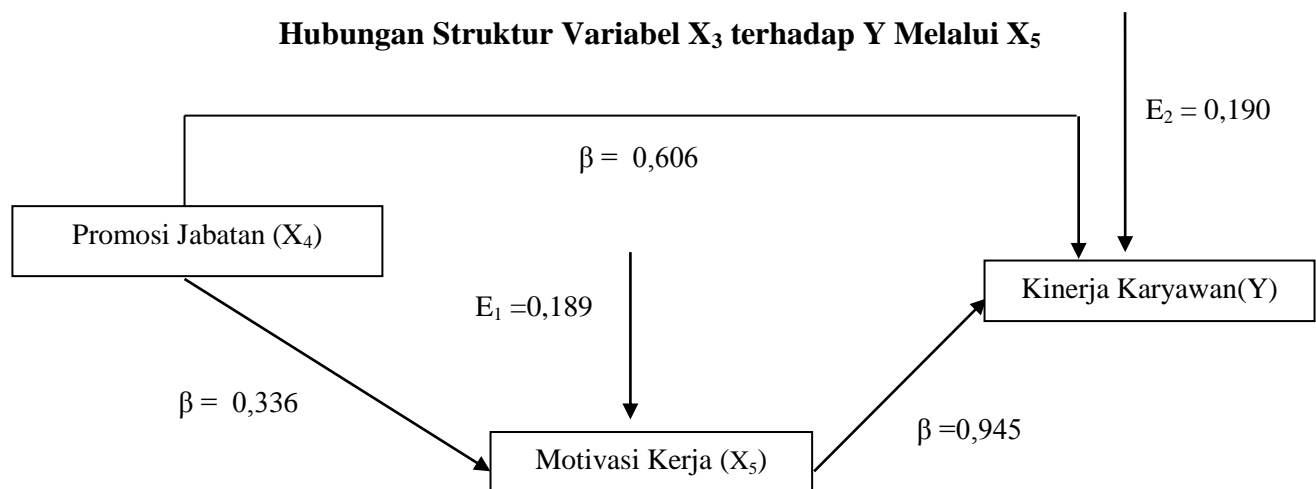 Hubungan Struktur Variabel X₃ terhadap Y Melalui X₅
E₂ = 0,190
β = 0,606
Promosi Jabatan (X₄)
Kinerja Karyawan(Y)
E₁ =0,189
β = 0,336
β =0,945
Motivasi Kerja (X₅)